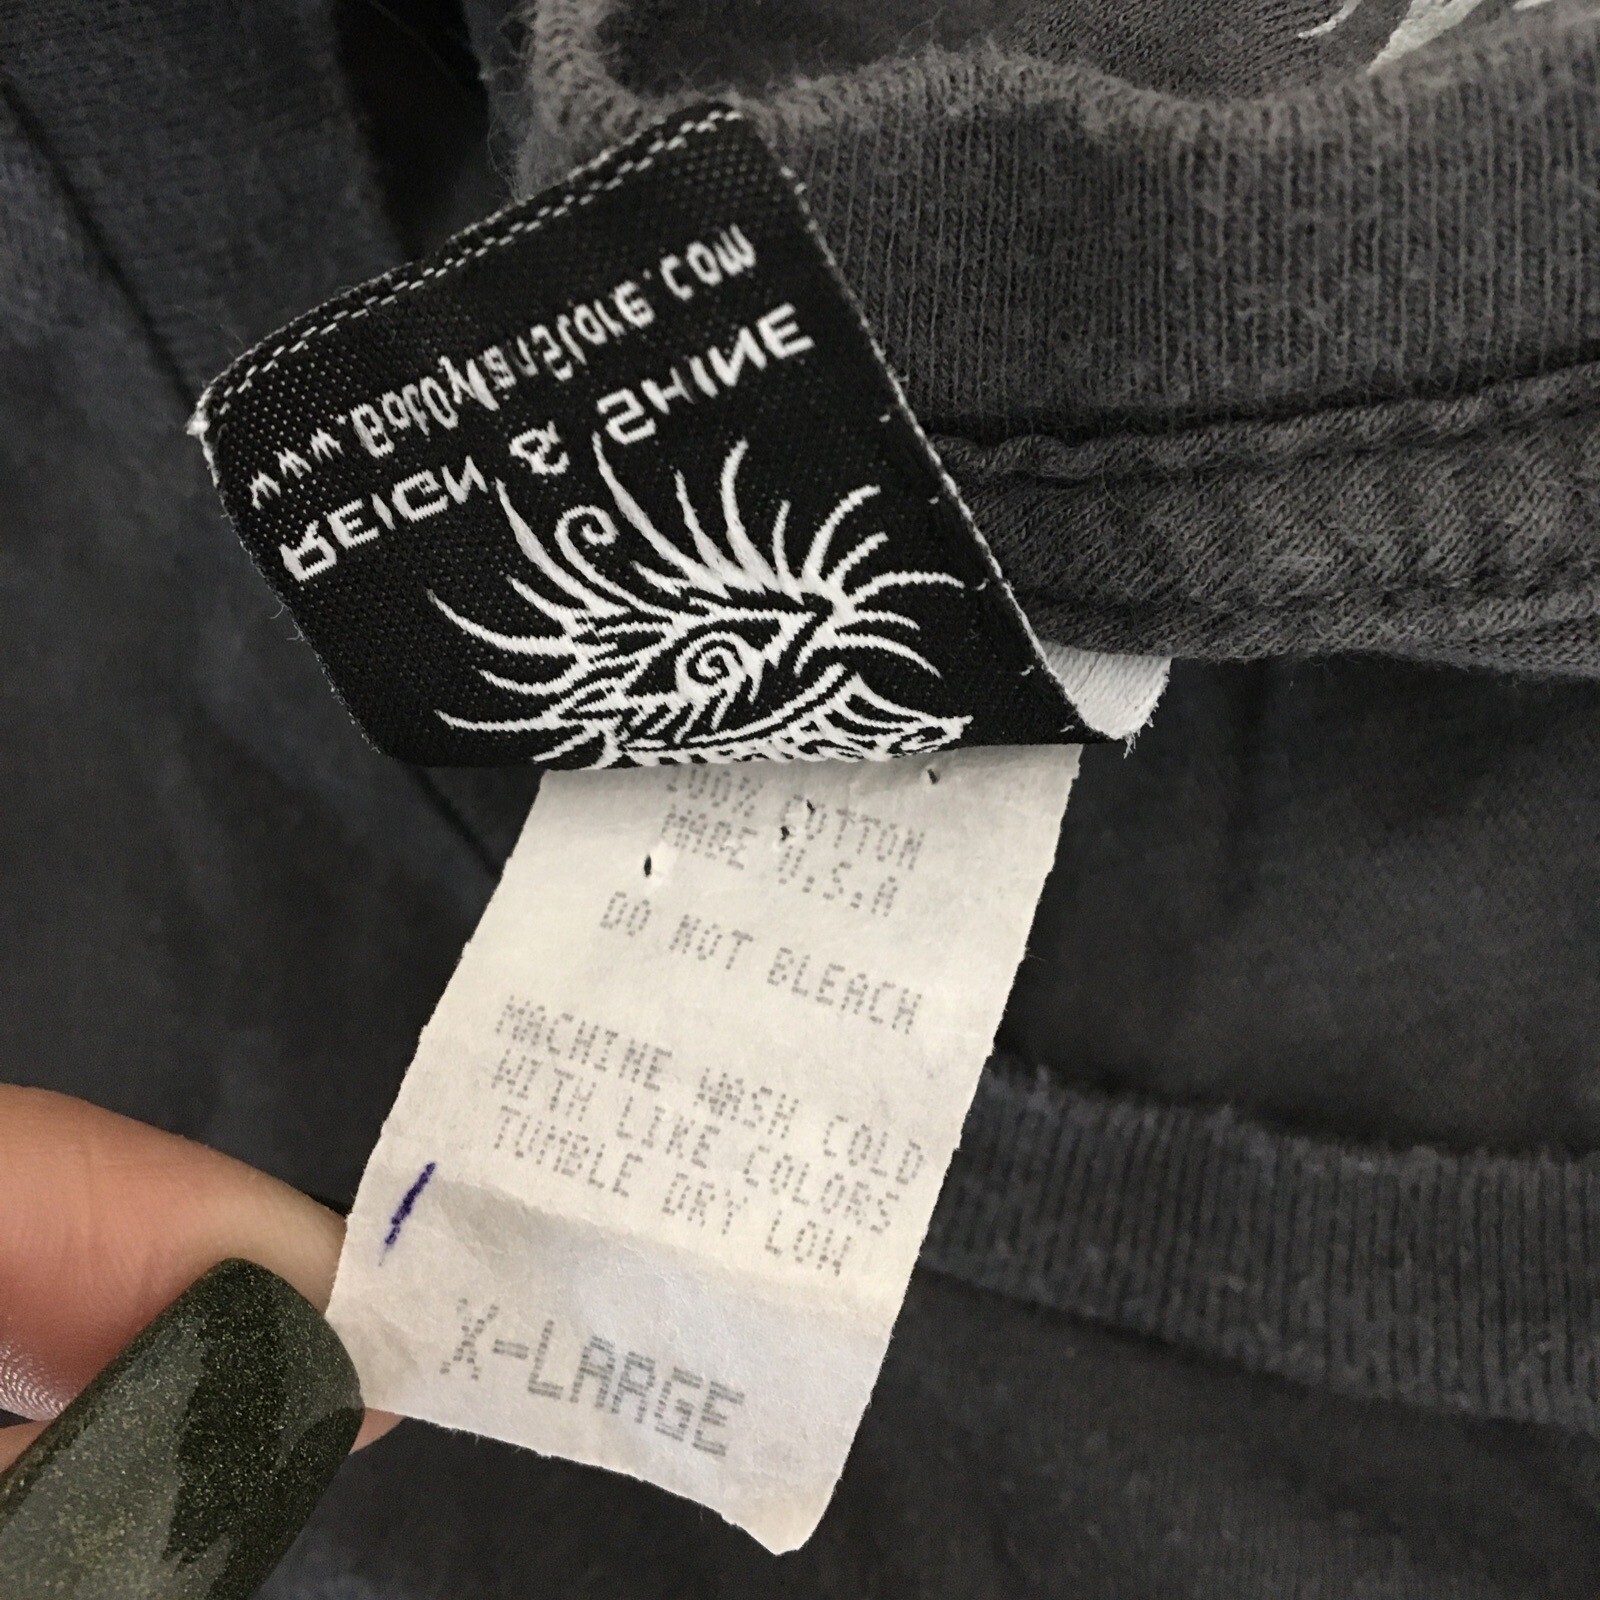 REIGN & SHINE
100% COTTON
MADE U.S.A
DO NOT BLEACH
MACHINE WASH COLD
WITH LIKE COLORS
TUMBLE DRY LOW
X-LARGE